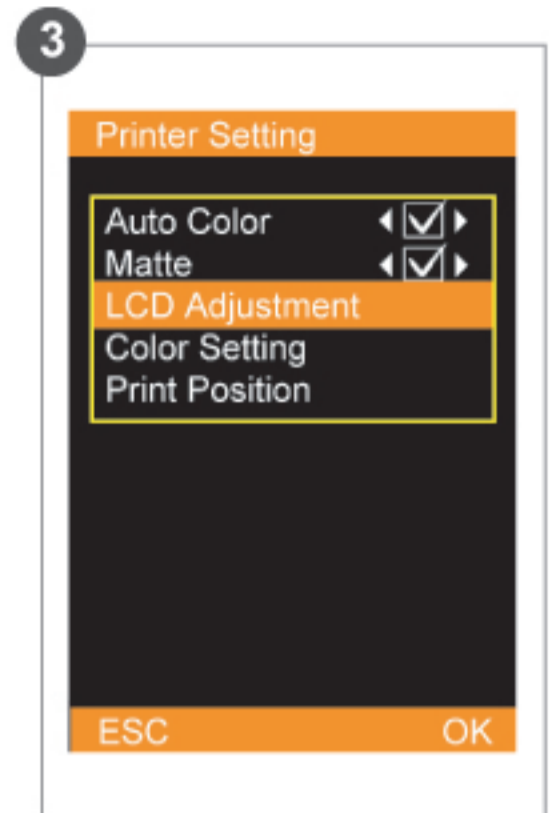 3
Printer Setting
Auto Color
Matte
LCD Adjustment
Color Setting
Print Position
ESC OK